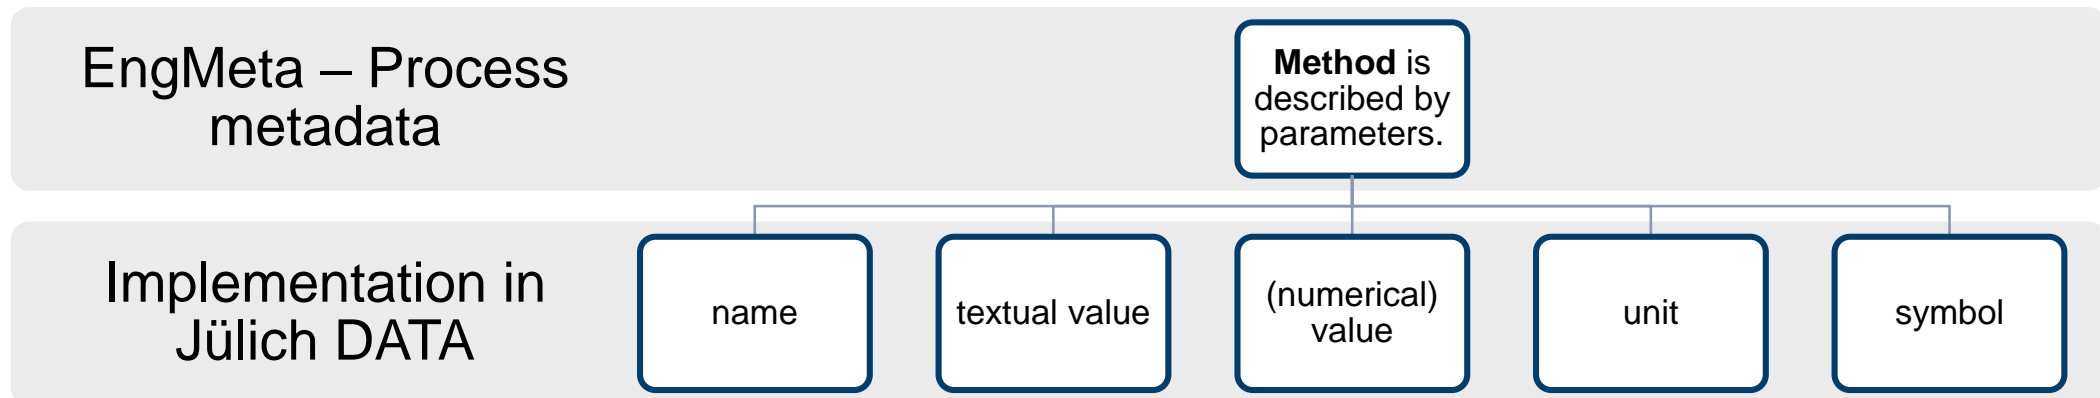 EngMeta – Process
metadata
Method is
described by
parameters.
Implementation in
Jülich DATA
name
textual value
(numerical)
value
unit
symbol